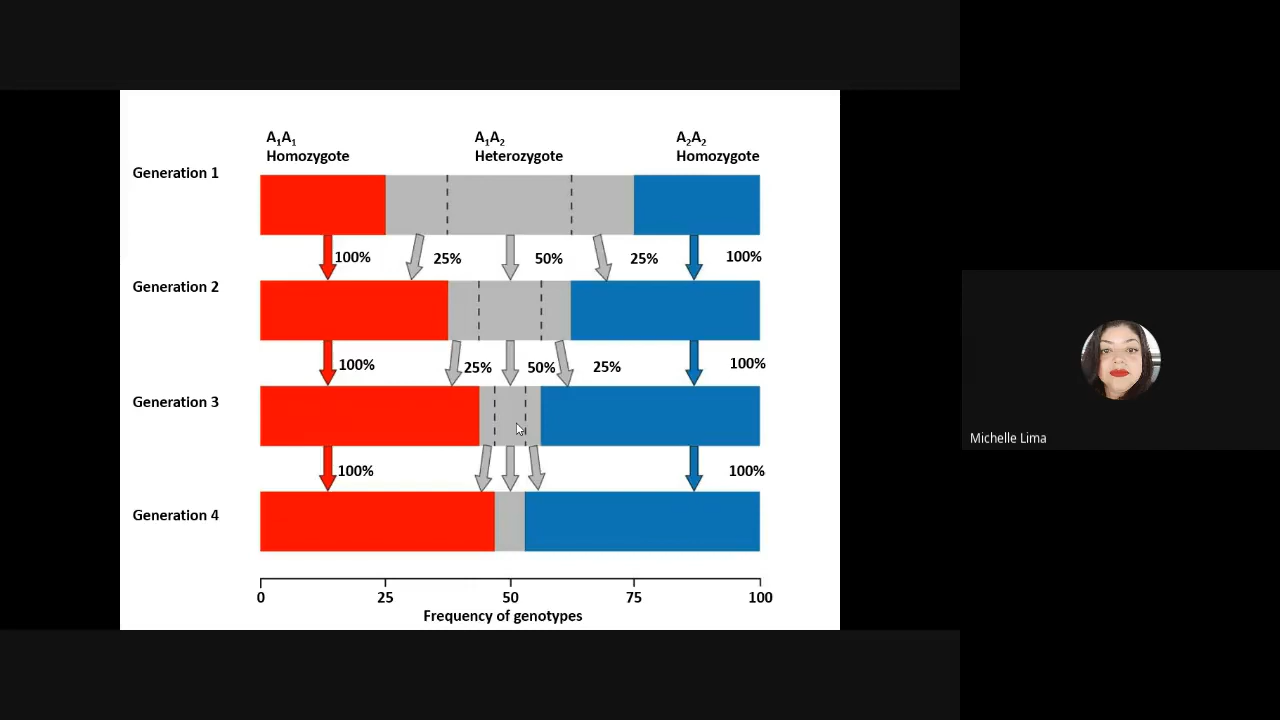 A₁A₁
Homozygote
A₁A₂
Heterozygote
A₂A₂
Homozygote
Generation 1
100%
25%
50%
25%
100%
Generation 2
100%
25%
50%
25%
100%
Generation 3
100%
100%
Generation 4
0
25
50
75
100
Frequency of genotypes
Michelle Lima